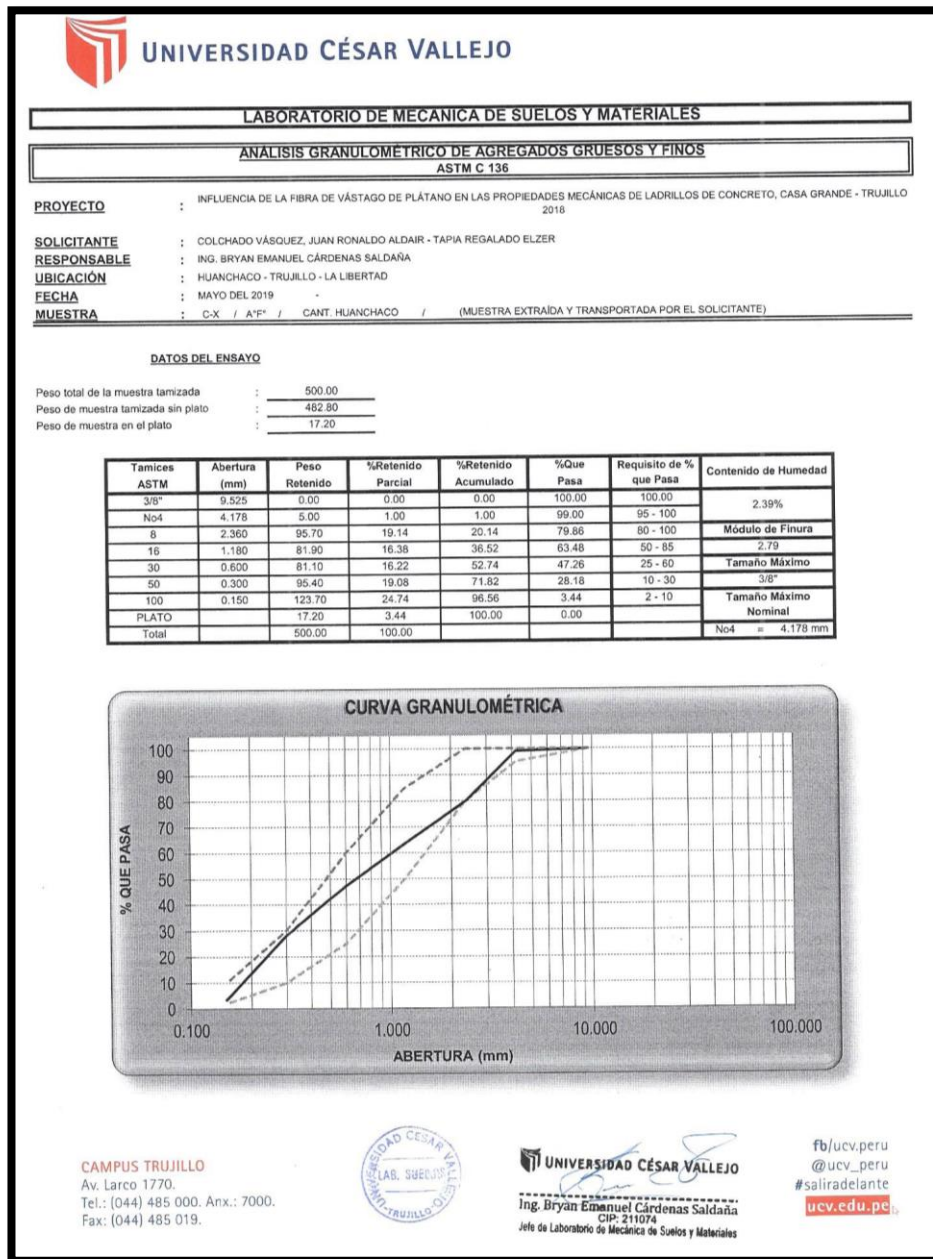 UNIVERSIDAD CÉSAR VALLEJO
LABORATORIO DE MECANICA DE SUELOS Y MATERIALES
ANÁLISIS GRANULOMÉTRICO DE AGREGADOS GRUESOS Y FINOS
ASTM C 136
PROYECTO : INFLUENCIA DE LA FIBRA DE VÁSTAGO DE PLÁTANO EN LAS PROPIEDADES MECÁNICAS DE LADRILLOS DE CONCRETO, CASA GRANDE - TRUJILLO
2018
SOLICITANTE : COLCHADO VÁSQUEZ, JUAN RONALDO ALDAIR - TAPIA REGALADO ELZER
RESPONSABLE : ING. BRYAN EMANUEL CÁRDENAS SALDAÑA
UBICACIÓN : HUANCHACO - TRUJILLO - LA LIBERTAD
FECHA : MAYO DEL 2019 -
MUESTRA : C-X / A"F" / CANT. HUANCHACO / (MUESTRA EXTRAÍDA Y TRANSPORTADA POR EL SOLICITANTE)
DATOS DEL ENSAYO
Peso total de la muestra tamizada : 500.00
Peso de muestra tamizada sin plato : 482.80
Peso de muestra en el plato : 17.20
Tamices ASTM Abertura (mm) Peso Retenido %Retenido Parcial %Retenido Acumulado %Que Pasa Requisito de % que Pasa Contenido de Humedad
3/8" 9.525 0.00 0.00 0.00 100.00 100.00 2.39%
No4 4.178 5.00 1.00 1.00 99.00 95 - 100
8 2.360 95.70 19.14 20.14 79.86 80 - 100 Módulo de Finura
16 1.180 81.90 16.38 36.52 63.48 50 - 85 2.79
30 0.600 81.10 16.22 52.74 47.26 25 - 60 Tamaño Máximo
50 0.300 95.40 19.08 71.82 28.18 10 - 30 3/8"
100 0.150 123.70 24.74 96.56 3.44 2 - 10 Tamaño Máximo Nominal
PLATO 17.20 3.44 100.00 0.00
Total 500.00 100.00 No4 = 4.178 mm
CURVA GRANULOMÉTRICA
% QUE PASA
100
90
80
70
60
50
40
30
20
10
0
0.100 1.000 10.000 100.000
ABERTURA (mm)
CAMPUS TRUJILLO
Av. Larco 1770.
Tel.: (044) 485 000. Anx.: 7000.
Fax: (044) 485 019.
UNIVERSIDAD CESAR VALLEJO
LAB. SUELOS
TRUJILLO
UNIVERSIDAD CÉSAR VALLEJO
Ing. Bryan Emanuel Cárdenas Saldaña
CIP: 211074
Jefe de Laboratorio de Mecánica de Suelos y Materiales
fb/ucv.peru
@ucv_peru
#saliradelante
ucv.edu.pe